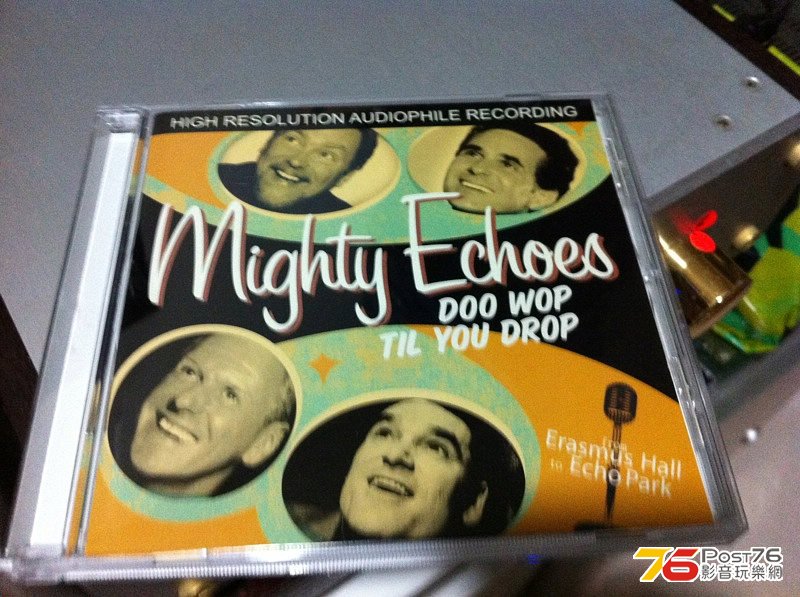 HIGH RESOLUTION AUDIOPHILE RECORDING
Mighty Echoes
DOO WOP
TIL YOU DROP
From
Erasmus Hall
to Echo Park
76 Post76
影音玩樂網